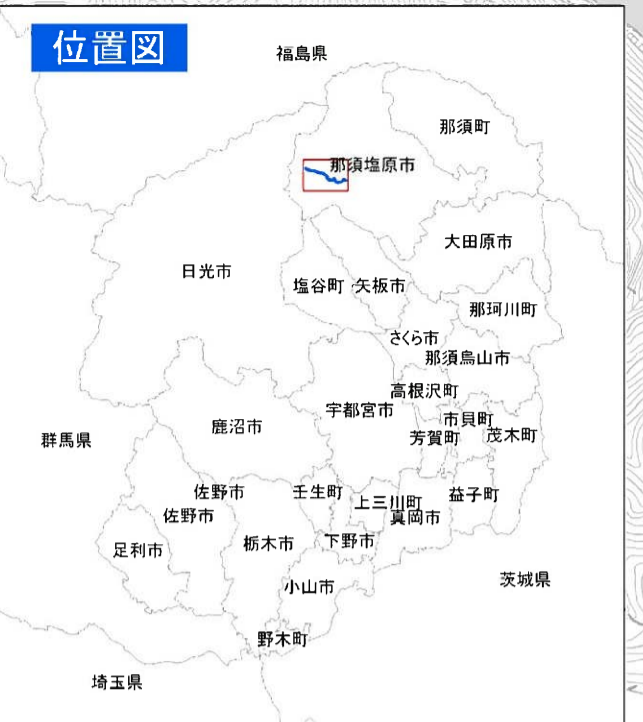 位置図
福島県
那須町
那須塩原市
大田原市
日光市
塩谷町
矢板市
那珂川町
さくら市
那須烏山市
高根沢町
宇都宮市
市貝町
鹿沼市
芳賀町
茂木町
群馬県
佐野市
壬生町
上三川町
益子町
佐野市
真岡市
足利市
栃木市
下野市
小山市
茨城県
野木町
埼玉県